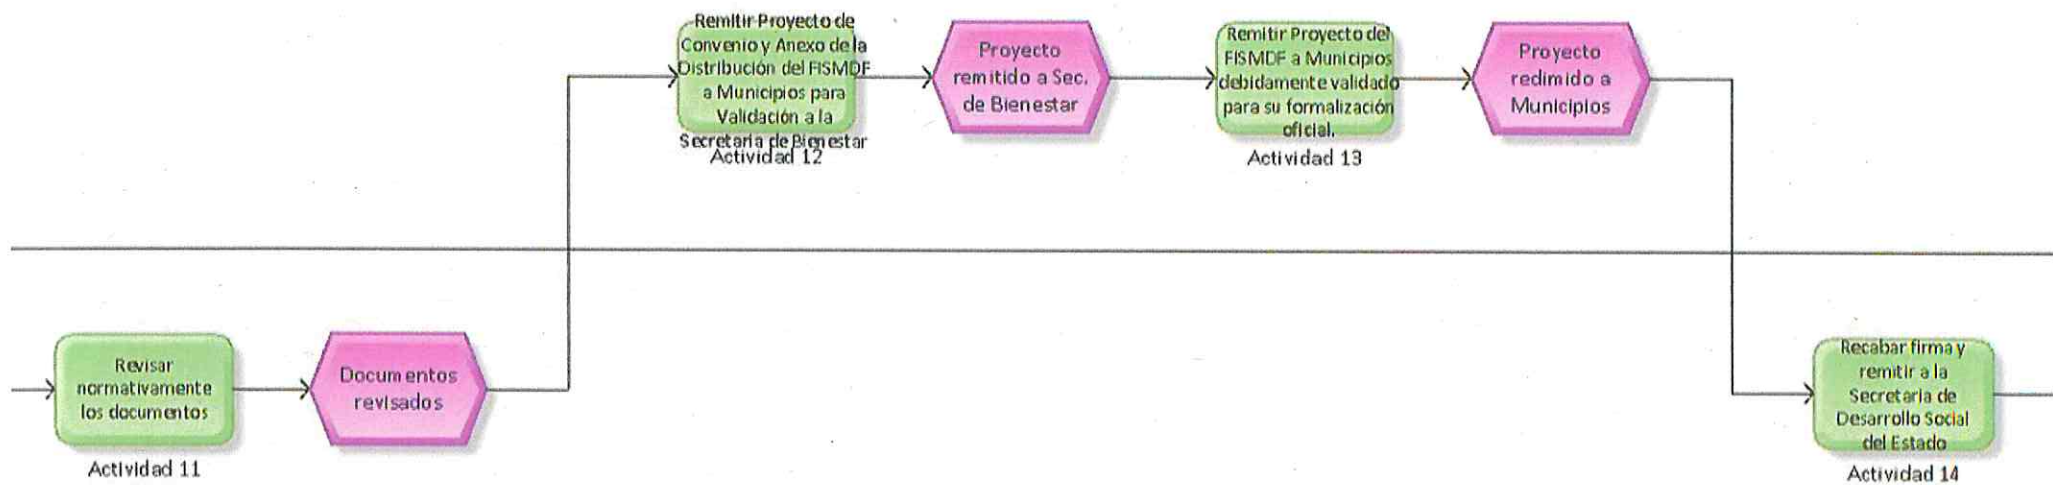 Remitir Proyecto de
Convenio y Anexo de la
Distribución del FISMDF
a Municipios para
Validación a la
Secretaría de Bienestar
Actividad 12
Proyecto
remitido a Sec.
de Bienestar
Remitir Proyecto del
FISMDF a Municipios
debidamente validado
para su formalización
oficial.
Actividad 13
Proyecto
redimido a
Municipios
Revisar
normativamente
los documentos
Actividad 11
Documentos
revisados
Recabar firma y
remitir a la
Secretaría de
Desarrollo Social
del Estado
Actividad 14